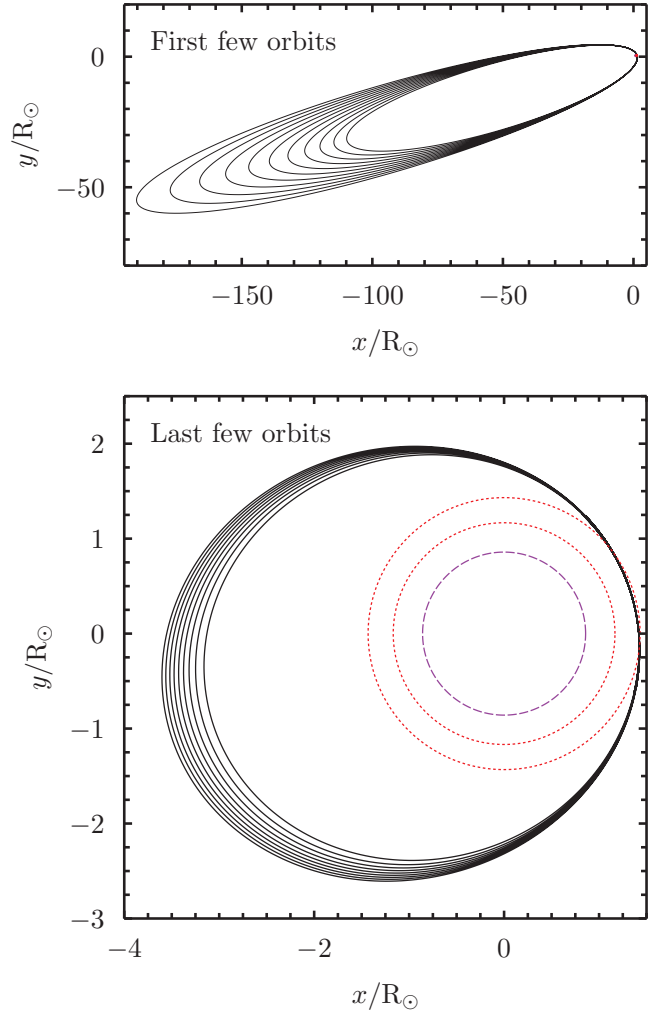 First few orbits
0
−50
y/R☉
−150 −100 −50 0
x/R☉
Last few orbits
2
1
0
−1
−2
−3
y/R☉
−4 −2 0
x/R☉